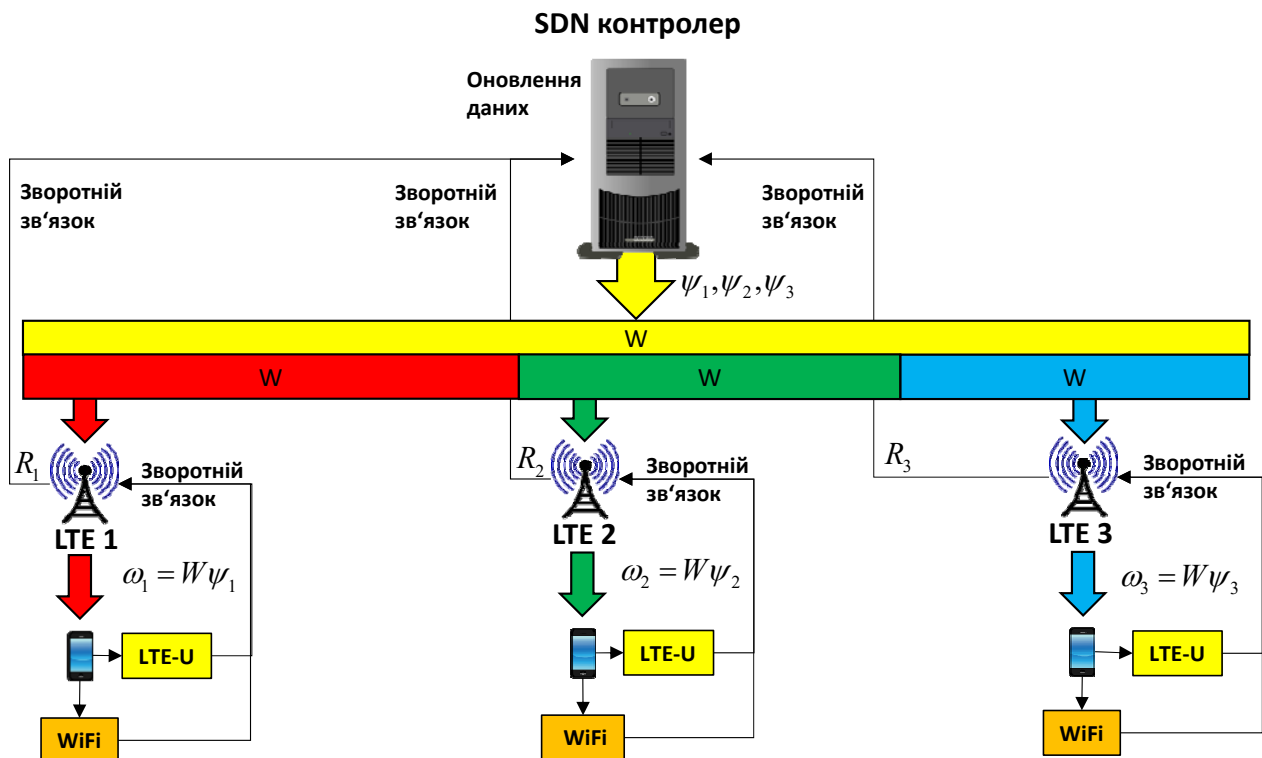 SDN контролер
Оновлення
даних
Зворотній
зв‘язок
Зворотній
зв‘язок
Зворотній
зв‘язок
ψ₁,ψ₂,ψ₃
W
W
W
W
R₁
Зворотній
зв‘язок
R₂
Зворотній
зв‘язок
R₃
Зворотній
зв‘язок
LTE 1
LTE 2
LTE 3
ω₁ = Wψ₁
ω₂ = Wψ₂
ω₃ = Wψ₃
LTE-U
LTE-U
LTE-U
WiFi
WiFi
WiFi